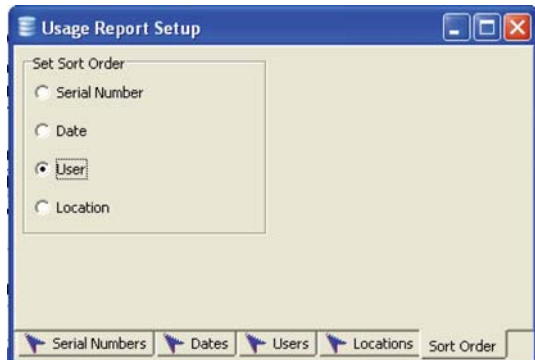 Usage Report Setup
Set Sort Order
Serial Number
Date
User
Location
Serial Numbers Dates Users Locations Sort Order